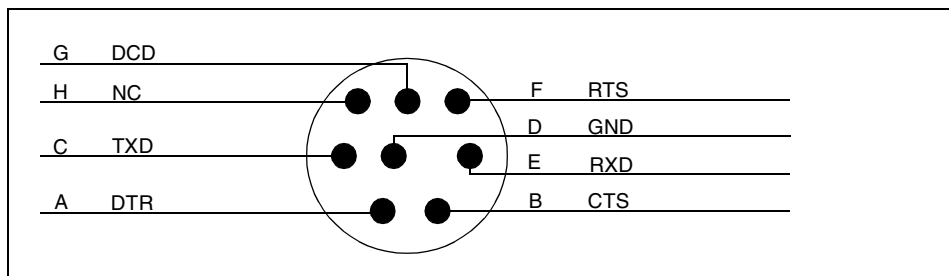 G DCD
H NC
C TXD
A DTR
F RTS
D GND
E RXD
B CTS